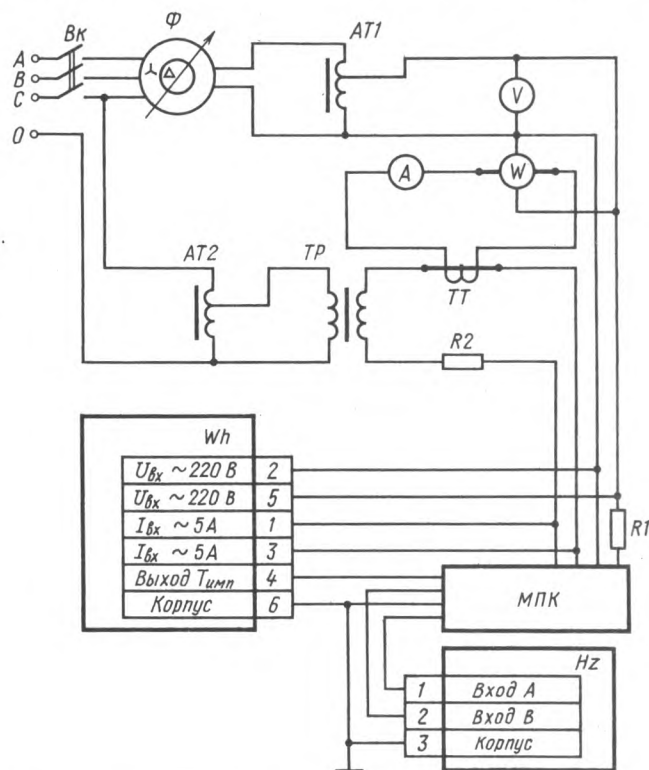 Вк
Ф
АТ1
А
В
С
0
V
A
W
АТ2
ТР
ТТ
R2
Wh
Uвх ~ 220 В 2
Uвх ~ 220 В 5
Iвх ~ 5А 1
Iвх ~ 5А 3
Выход Тимп 4
Корпус 6
R1
МПК
Hz
1 Вход А
2 Вход В
3 Корпус